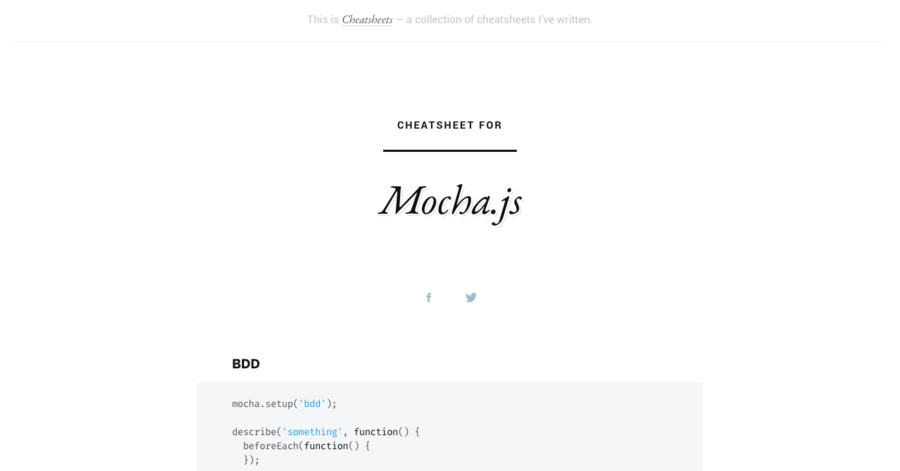 This is Cheatsheets — a collection of cheatsheets I've written.
CHEATSHEET FOR
Mocha.js
BDD
mocha.setup('bdd');
describe('something', function() {
  beforeEach(function() {
  });